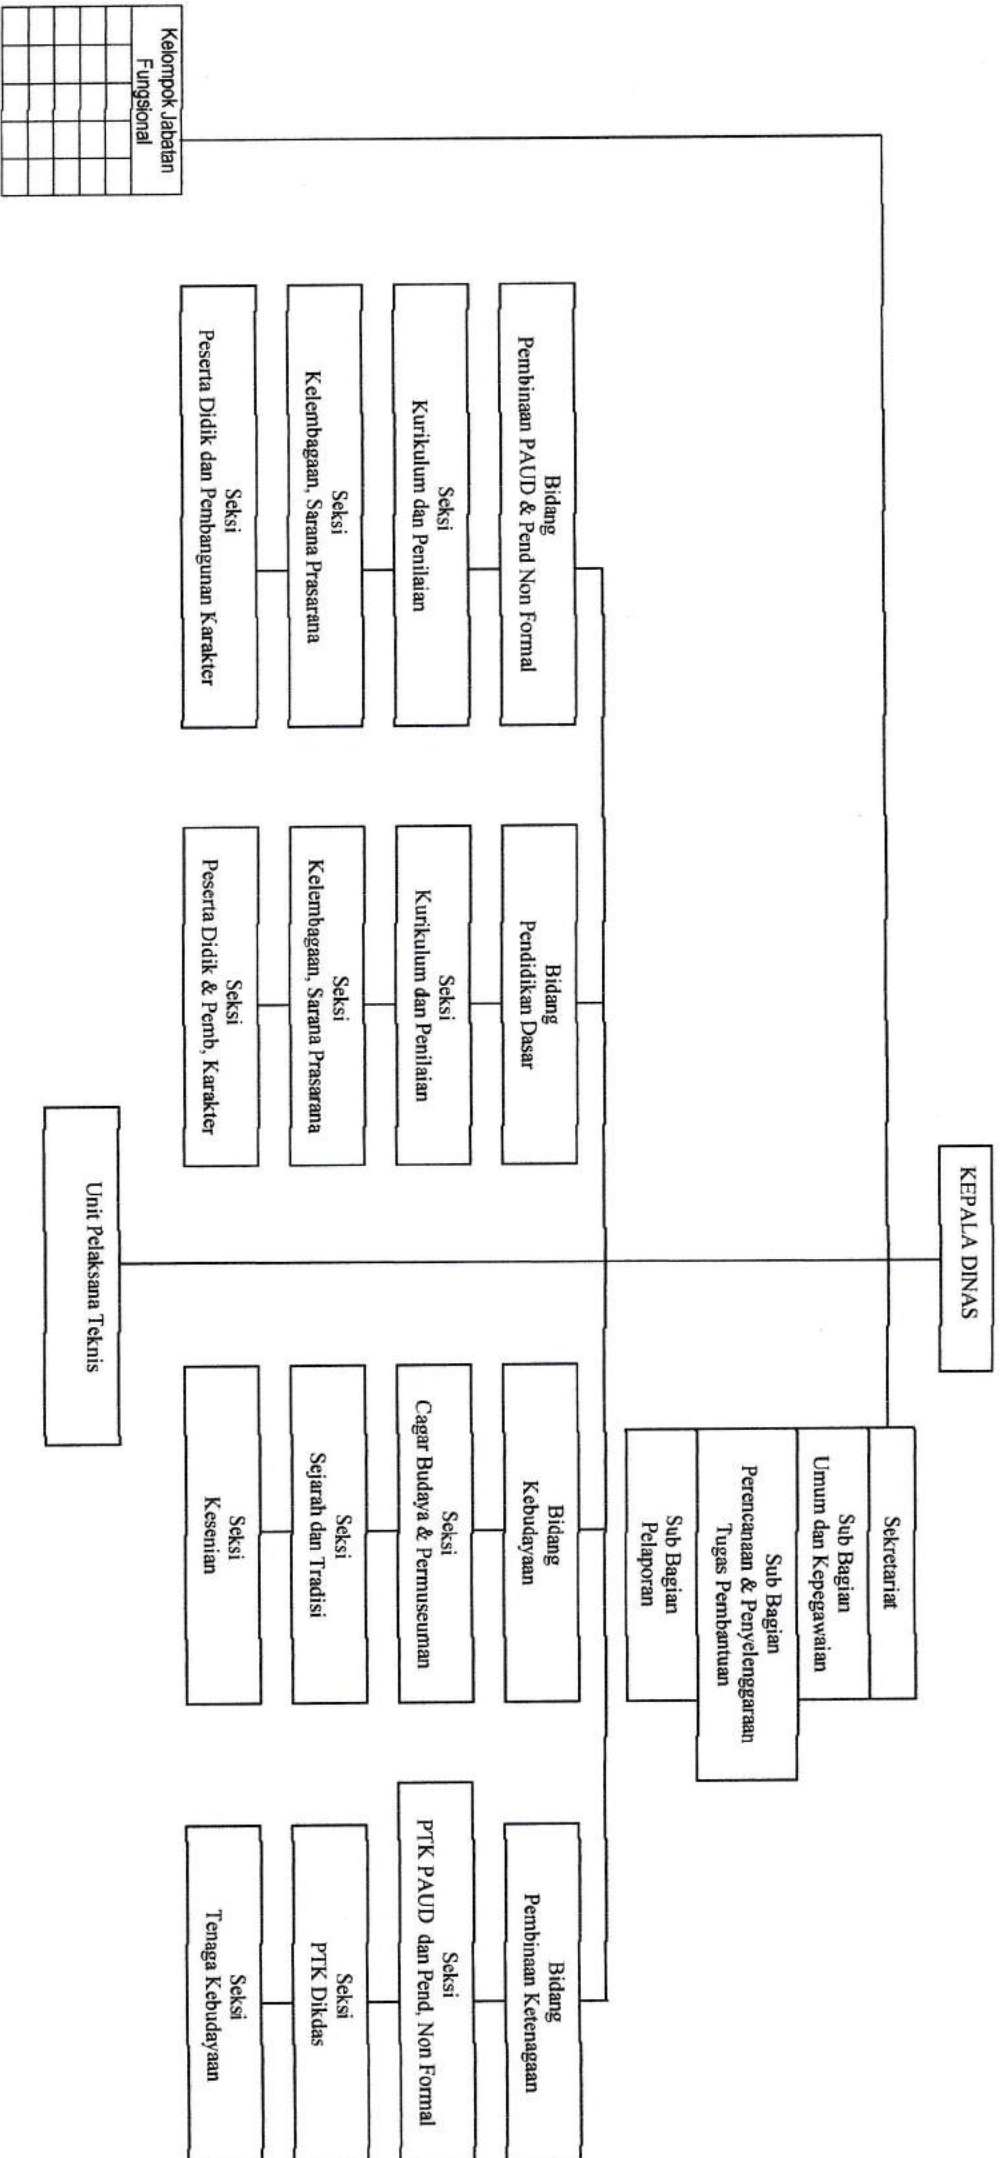 KEPALA DINAS
Sekretariat
Sub Bagian
Umum dan Kepegawaian
Sub Bagian
Perencanaan & Penyelenggaraan
Tugas Pembantuan
Sub Bagian
Pelaporan
Kelompok Jabatan
Fungsional
Bidang
Pembinaan PAUD & Pend Non Formal
Seksi
Kurikulum dan Penilaian
Seksi
Kelembagaan, Sarana Prasarana
Seksi
Peserta Didik dan Pembangunan Karakter
Bidang
Pendidikan Dasar
Seksi
Kurikulum dan Penilaian
Seksi
Kelembagaan, Sarana Prasarana
Seksi
Peserta Didik & Pemb, Karakter
Bidang
Kebudayaan
Seksi
Cagar Budaya & Permuseuman
Seksi
Sejarah dan Tradisi
Seksi
Kesenian
Bidang
Pembinaan Ketenagaan
Seksi
PTK PAUD dan Pend, Non Formal
Seksi
PTK Dikdas
Seksi
Tenaga Kebudayaan
Unit Pelaksana Teknis